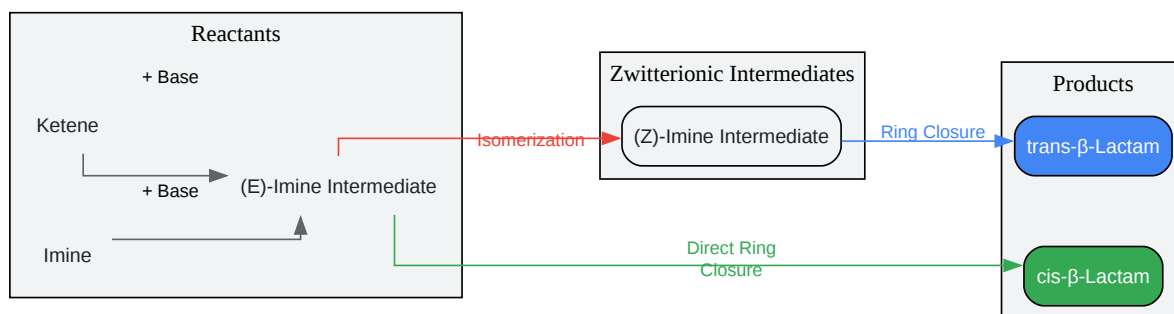 Reactants
+ Base
Ketene
+ Base
(E)-Imine Intermediate
Imine
Isomerization
Zwitterionic Intermediates
(Z)-Imine Intermediate
Ring Closure
Direct Ring
Closure
Products
trans-β-Lactam
cis-β-Lactam